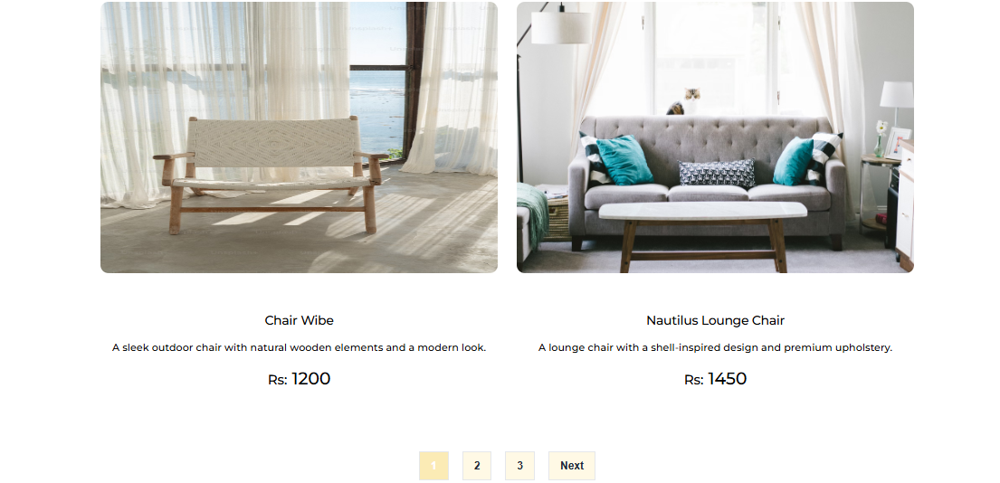 Chair Wibe
A sleek outdoor chair with natural wooden elements and a modern look.
Rs: 1200
Nautilus Lounge Chair
A lounge chair with a shell-inspired design and premium upholstery.
Rs: 1450
1 2 3 Next